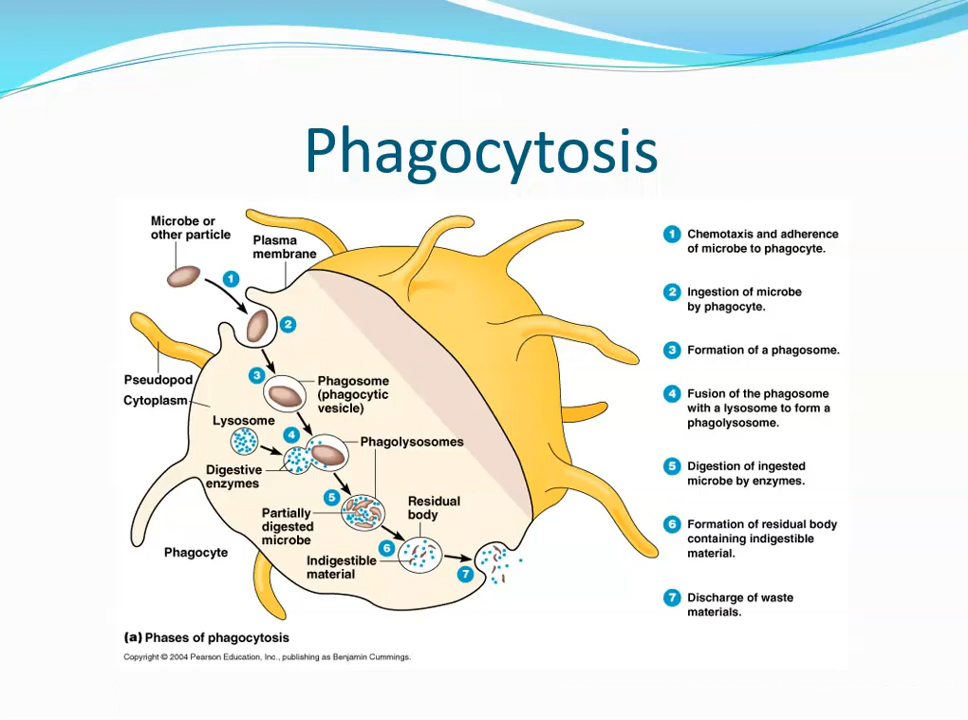 Phagocytosis
Microbe or
other particle
Plasma
membrane
1
2
Pseudopod
Cytoplasm
3
Phagosome
(phagocytic
vesicle)
Lysosome
4
Phagolysosomes
Digestive
enzymes
5
Partially
digested
microbe
Residual
body
6
Indigestible
material
7
Phagocyte
1 Chemotaxis and adherence
of microbe to phagocyte.
2 Ingestion of microbe
by phagocyte.
3 Formation of a phagosome.
4 Fusion of the phagosome
with a lysosome to form a
phagolysosome.
5 Digestion of ingested
microbe by enzymes.
6 Formation of residual body
containing indigestible
material.
7 Discharge of waste
materials.
(a) Phases of phagocytosis
Copyright © 2004 Pearson Education, Inc., publishing as Benjamin Cummings.